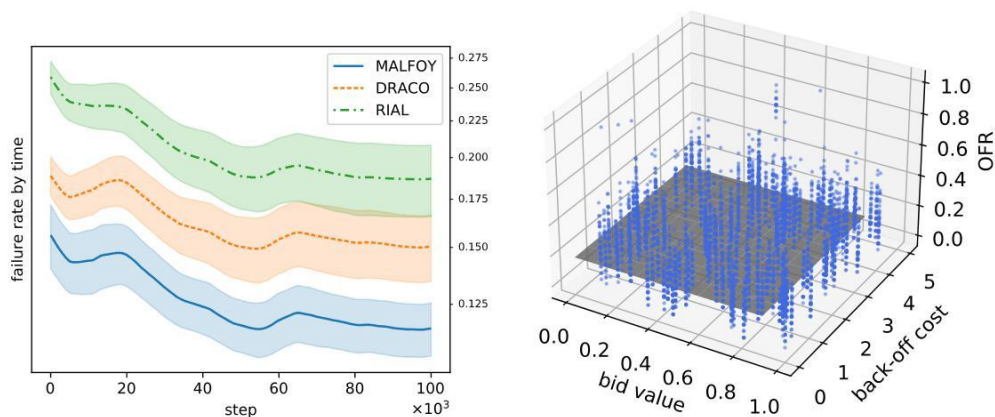 MALFOY
DRACO
RIAL
failure rate by time
0.275
0.250
0.225
0.200
0.175
0.150
0.125
0 20 40 60 80 100
step ×10³
1.0
0.8
0.6
0.4
0.2
0.0
OFR
0.0 0.2 0.4 0.6 0.8 1.0
bid value
0 1 2 3 4 5
back-off cost